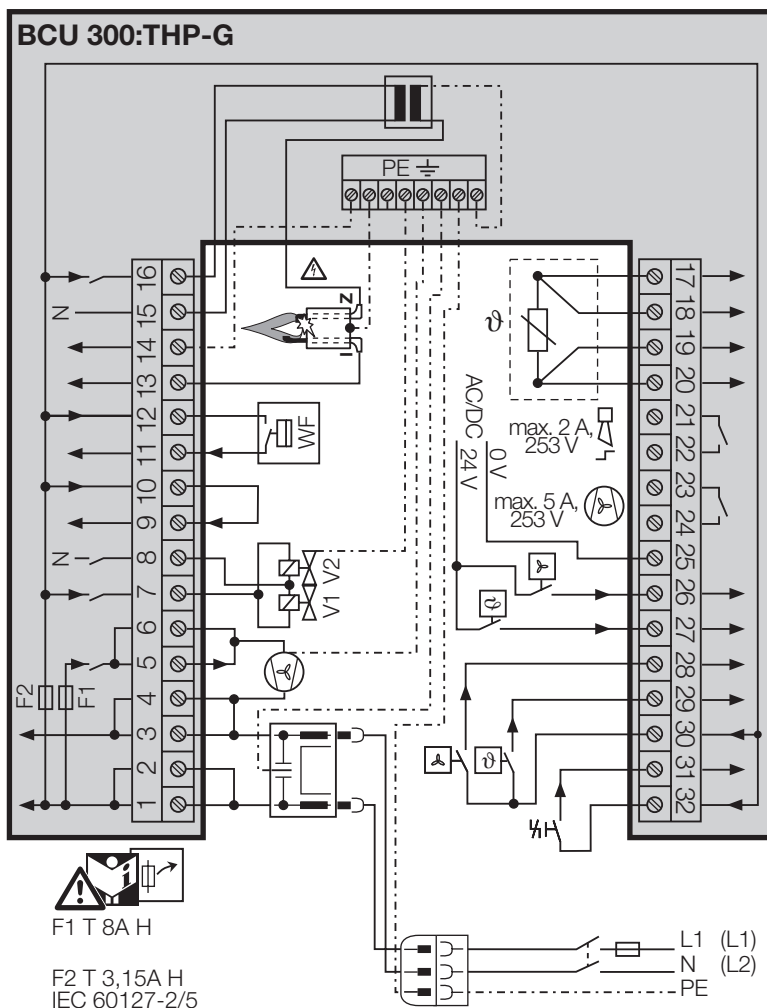 BCU 300:THP-G
PE
16
15
14
13
12
11
10
9
8
7
6
5
4
3
2
1
N
N
F2
F1
Z
I
WF
V1
V2
17
18
19
20
21
22
23
24
25
26
27
28
29
30
31
32
ϑ
AC/DC
24 V
0 V
max. 2 A,
253 V
max. 5 A,
253 V
ϑ
ϑ
i
F1 T 8A H
F2 T 3,15A H
IEC 60127-2/5
L1 (L1)
N (L2)
PE